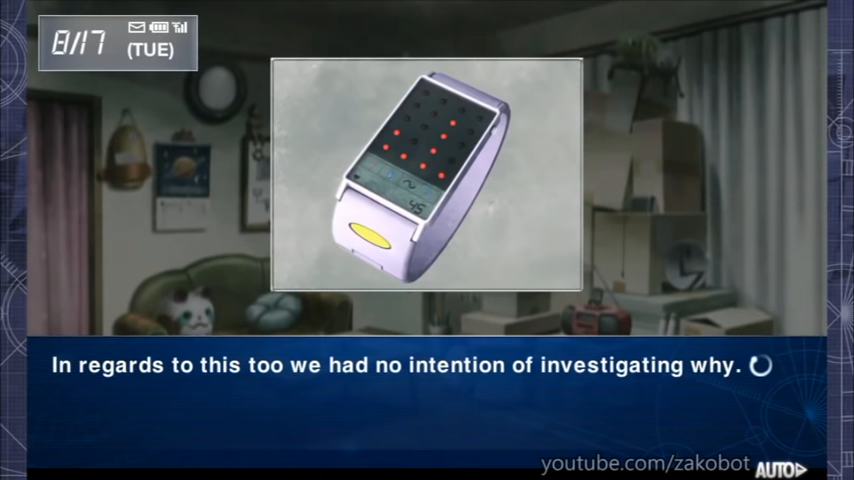 8/17
(TUE)
45
In regards to this too we had no intention of investigating why.
youtube.com/zakobot
AUTO